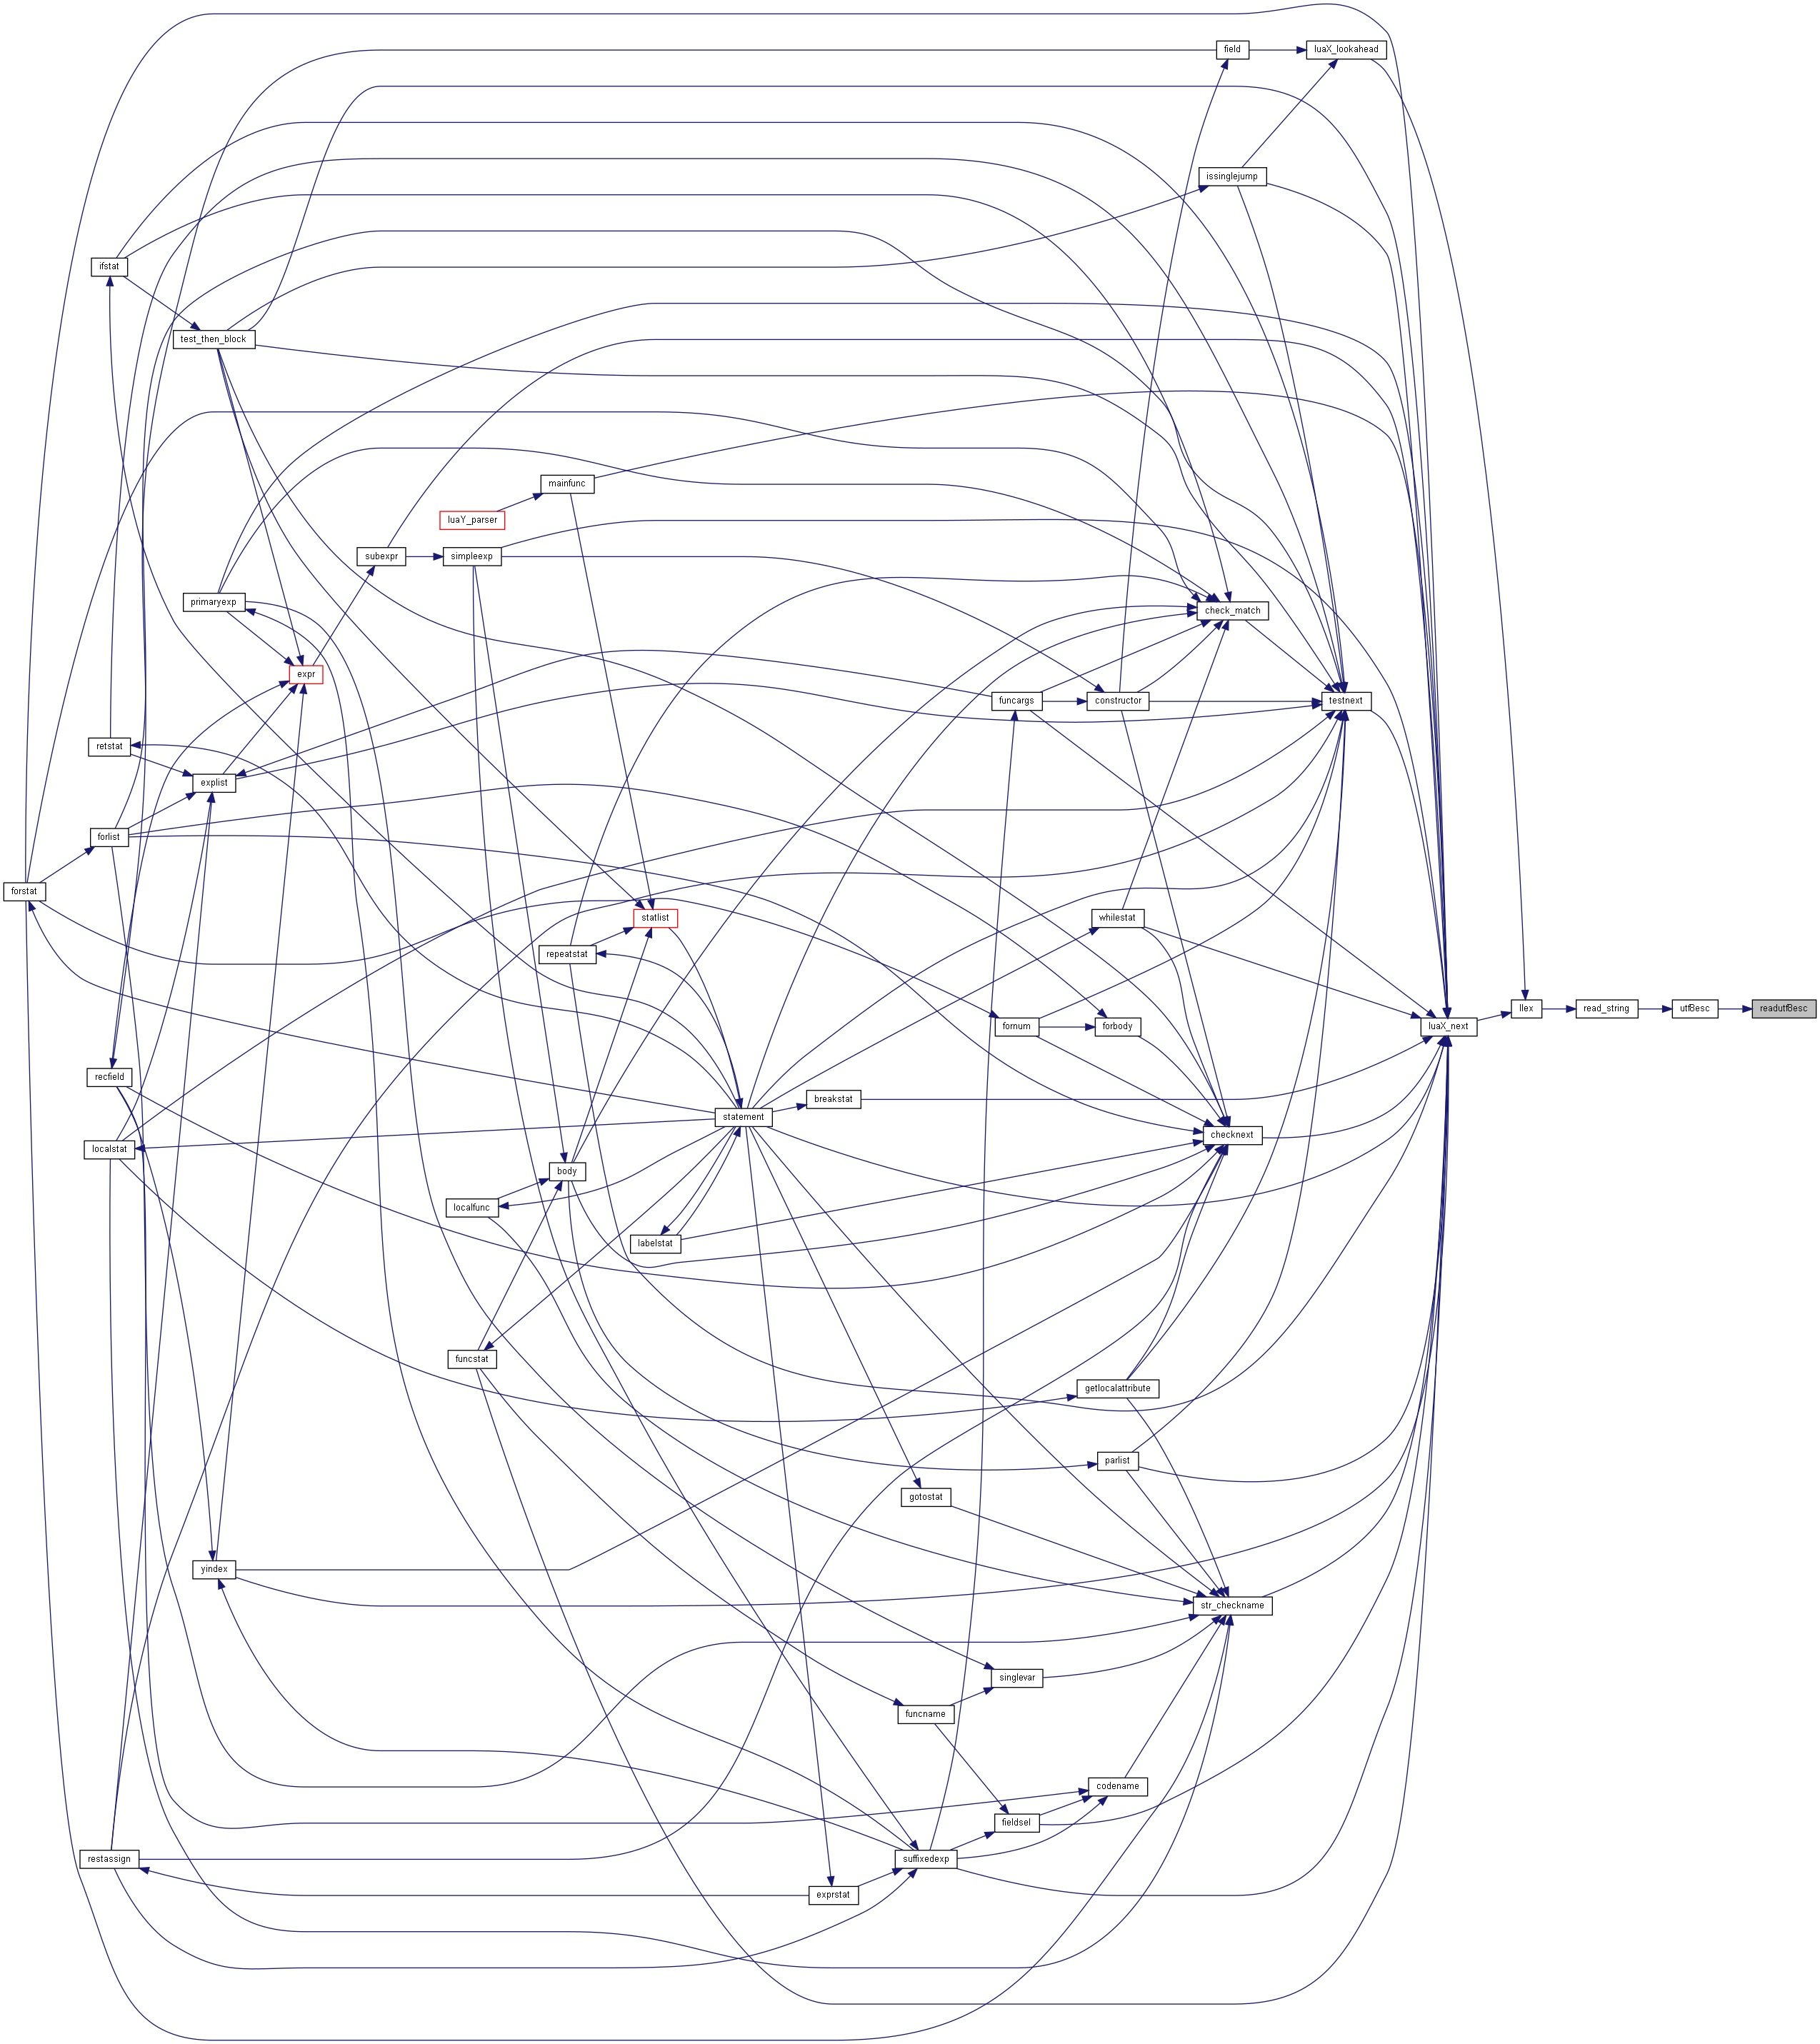 field
luaX_lookahead
issinglejump
ifstat
test_then_block
mainfunc
luaY_parser
subexpr
simpleexp
primaryexp
check_match
expr
funcargs
constructor
testnext
retstat
explist
forlist
forstat
statlist
whilestat
repeatstat
llex
read_string
utf8esc
readutf8esc
fornum
forbody
luaX_next
recfield
breakstat
statement
checknext
localstat
body
localfunc
labelstat
funcstat
getlocalattribute
parlist
gotostat
yindex
str_checkname
singlevar
funcname
codename
fieldsel
restassign
suffixedexp
exprstat